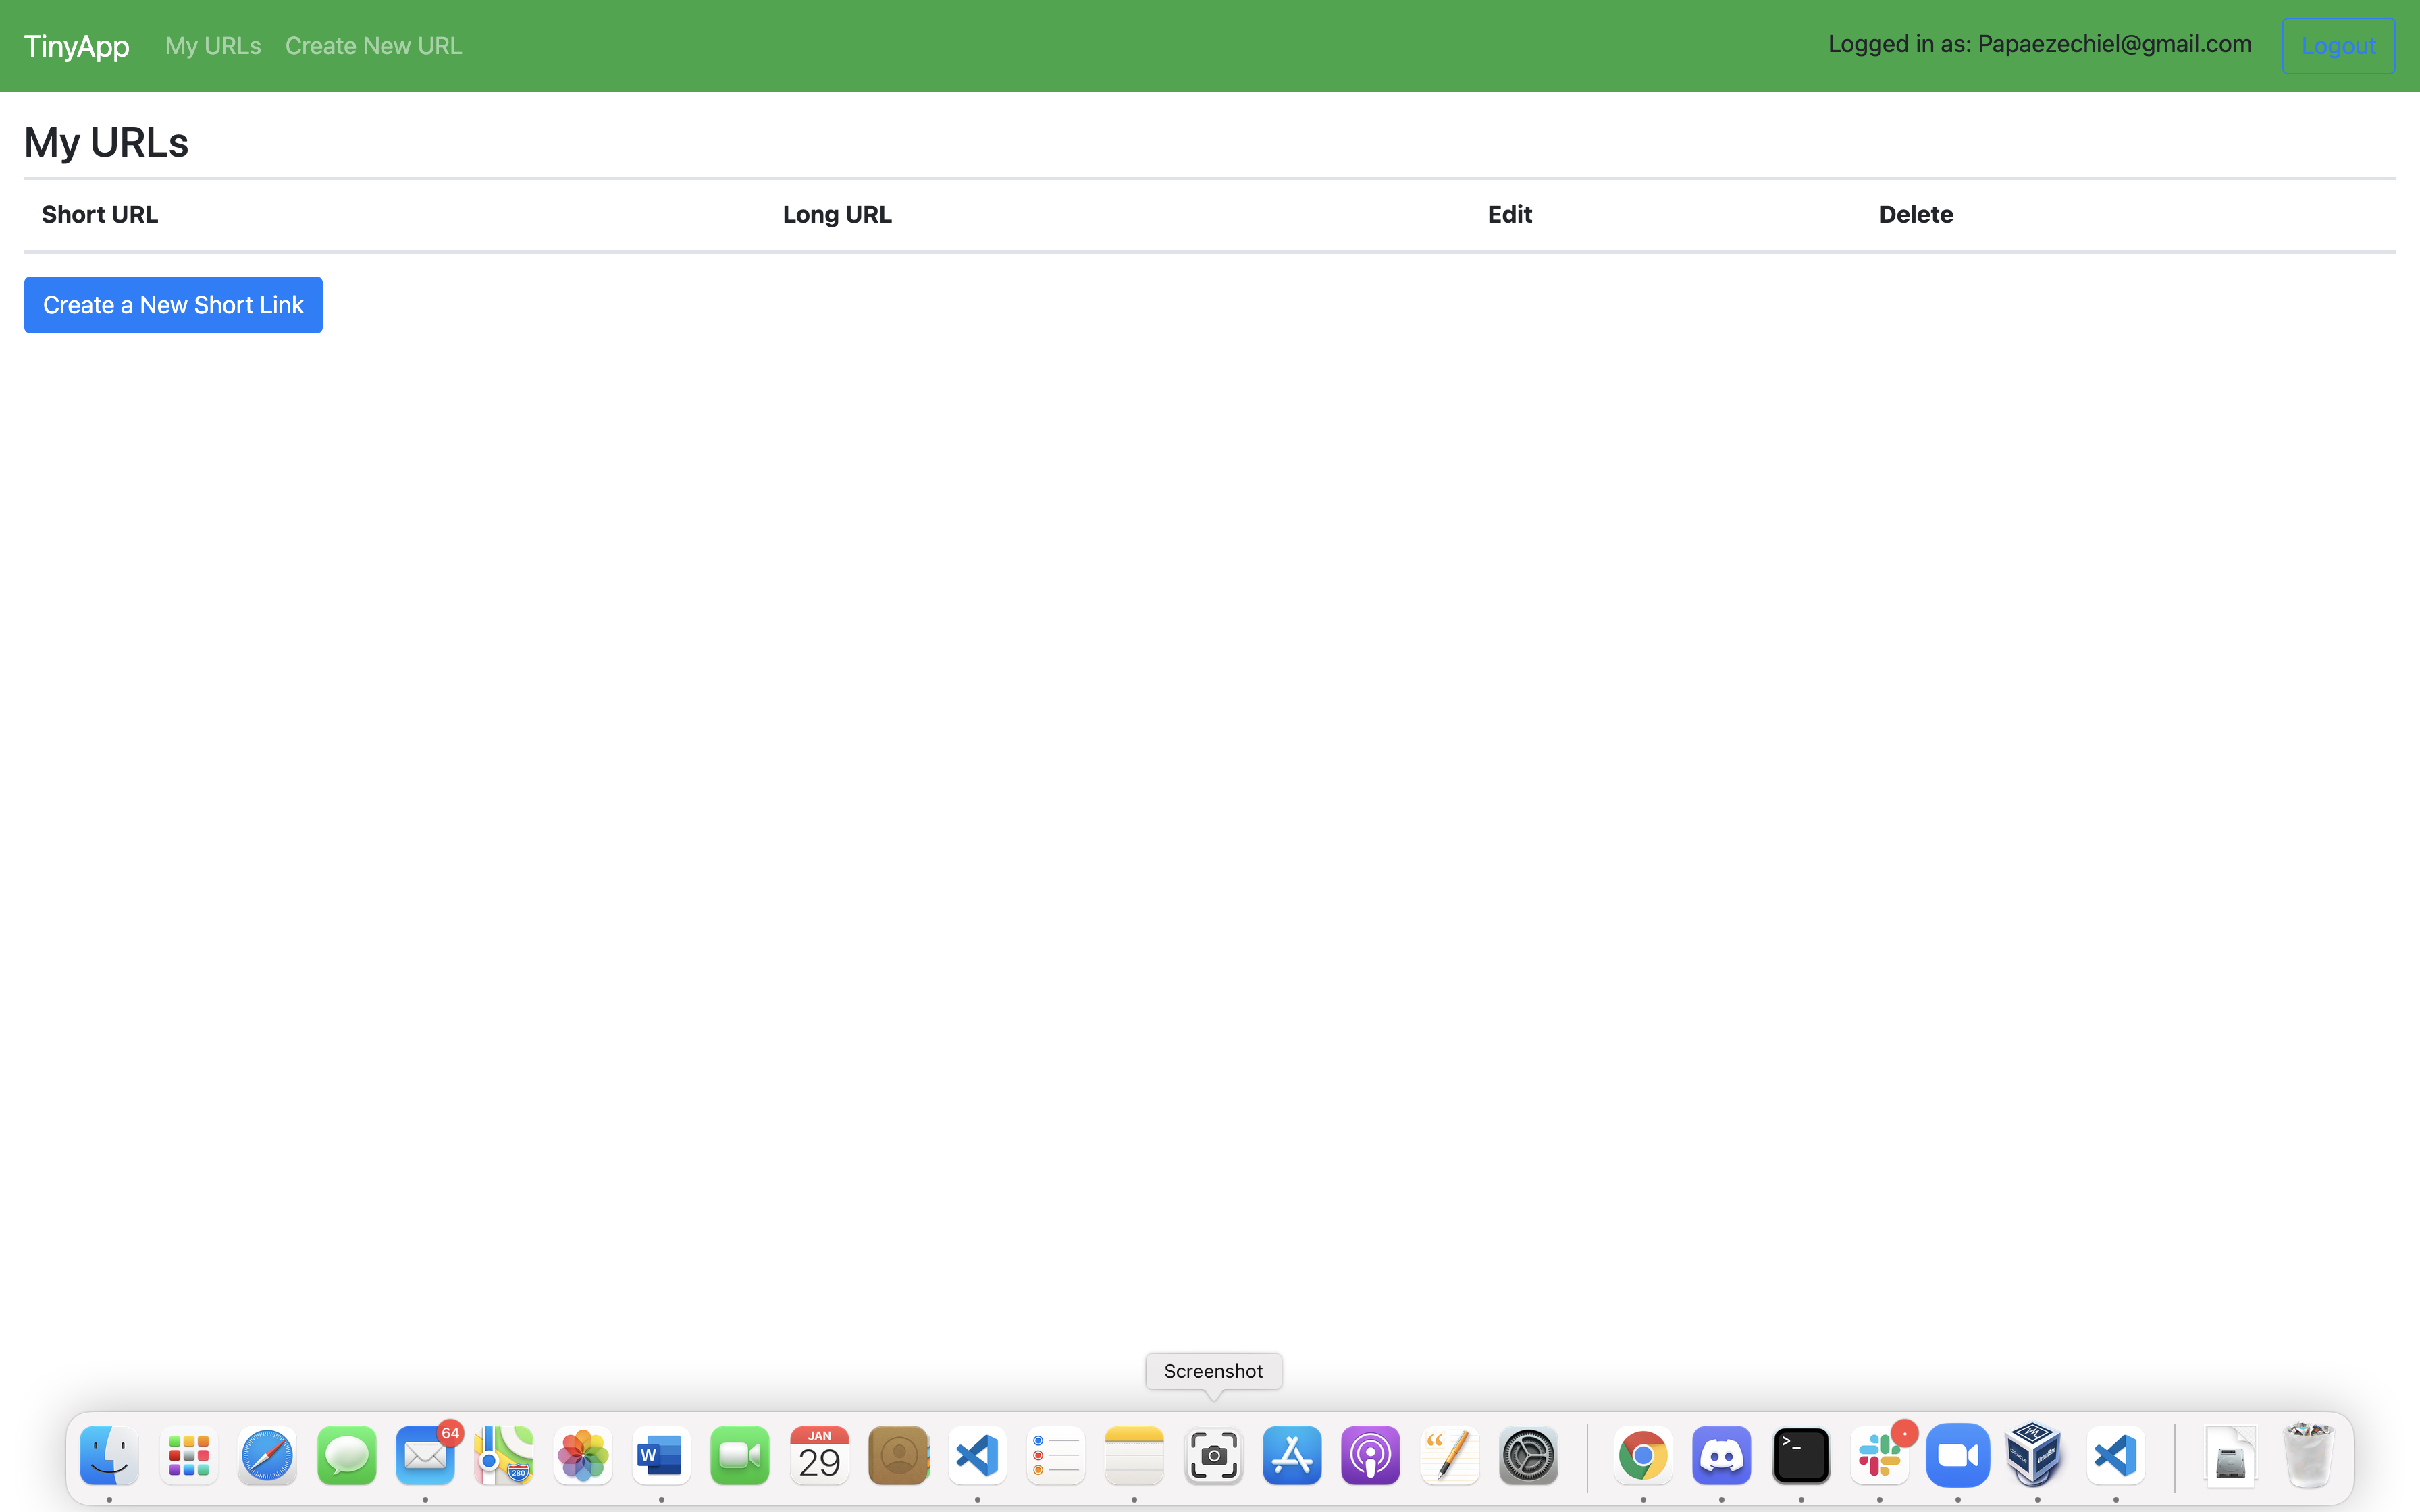 TinyApp My URLs Create New URL Logged in as: Papaezechiel@gmail.com Logout
My URLs
Short URL Long URL Edit Delete
Create a New Short Link
Screenshot
64
280
W
JAN
29
>_